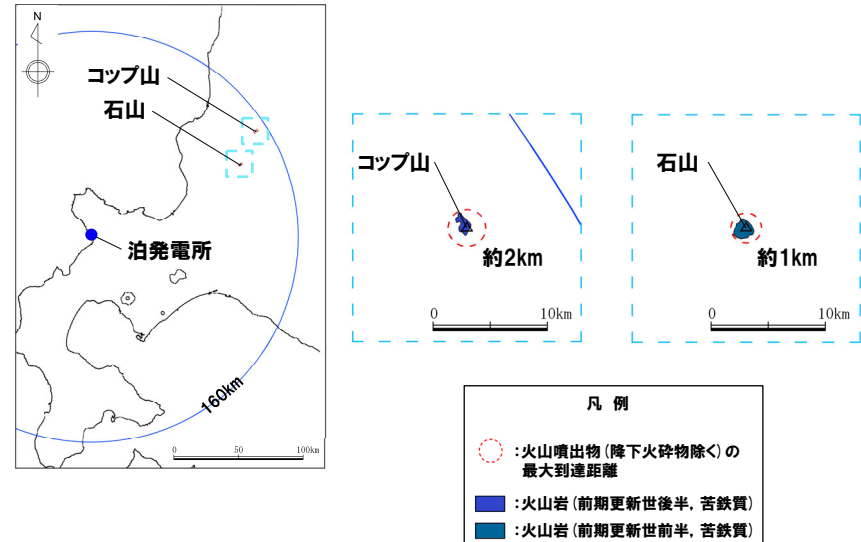 N
コップ山
石山
泊発電所
160km
0 50 100km
コップ山
約2km
0 10km
石山
約1km
0 10km
凡 例
:火山噴出物(降下火砕物除く)の
最大到達距離
:火山岩(前期更新世後半, 苦鉄質)
:火山岩(前期更新世前半, 苦鉄質)